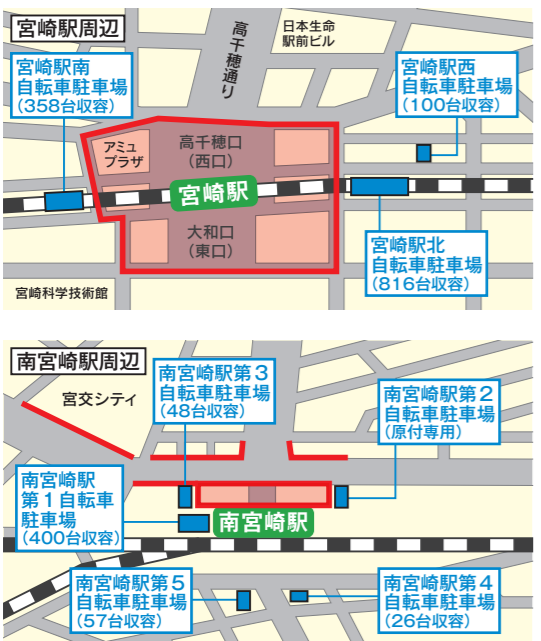 宮崎駅周辺
高千穂通り
日本生命
駅前ビル
宮崎駅南
自転車駐車場
(358台収容)
宮崎駅西
自転車駐車場
(100台収容)
アミュ
プラザ
高千穂口
(西口)
宮崎駅
大和口
(東口)
宮崎駅北
自転車駐車場
(816台収容)
宮崎科学技術館
南宮崎駅周辺
宮交シティ
南宮崎駅第3
自転車駐車場
(48台収容)
南宮崎駅第2
自転車駐車場
(原付専用)
南宮崎駅
第1自転車
駐車場
(400台収容)
南宮崎駅
南宮崎駅第5
自転車駐車場
(57台収容)
南宮崎駅第4
自転車駐車場
(26台収容)